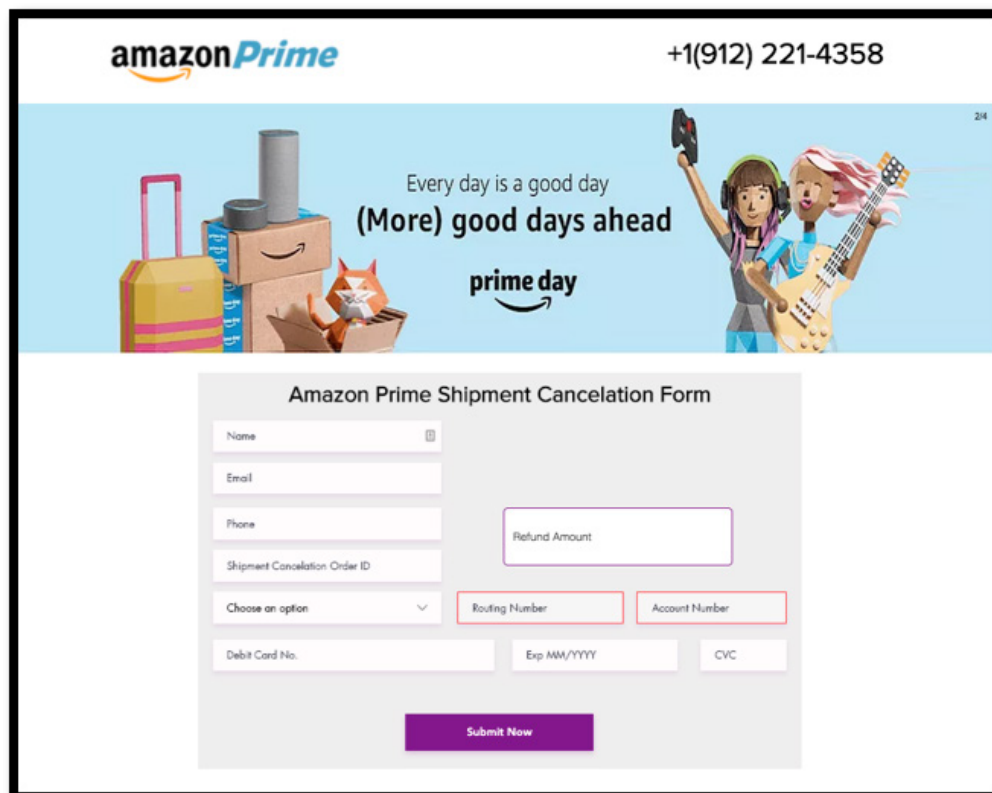 amazonPrime
+1(912) 221-4358
2/4
Every day is a good day
(More) good days ahead
prime day
Amazon Prime Shipment Cancelation Form
Name
Email
Phone
Refund Amount
Shipment Cancelation Order ID
Choose an option
Routing Number
Account Number
Debit Card No.
Exp MM/YYYY
CVC
Submit Now